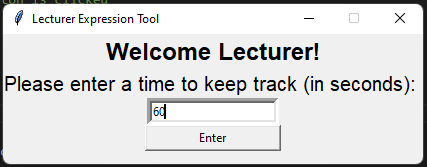 Lecturer Expression Tool
Welcome Lecturer!
Please enter a time to keep track (in seconds):
60
Enter